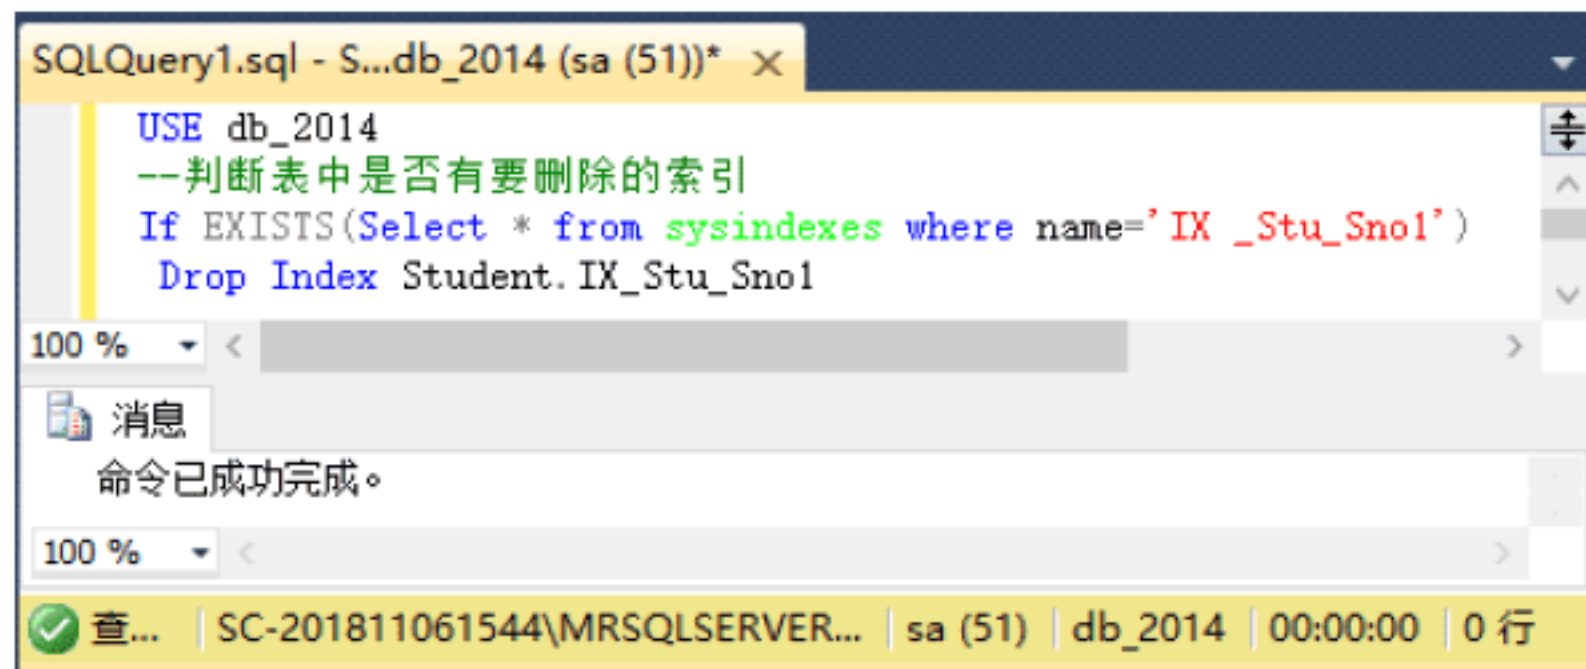 SQLQuery1.sql - S...db_2014 (sa (51))*
USE db_2014
--判断表中是否有要删除的索引
If EXISTS(Select * from sysindexes where name='IX _Stu_Sno1')
Drop Index Student.IX_Stu_Sno1
100 %
消息
命令已成功完成。
100 %
查... SC-201811061544\MRSQLSERVER... sa (51) db_2014 00:00:00 0 行